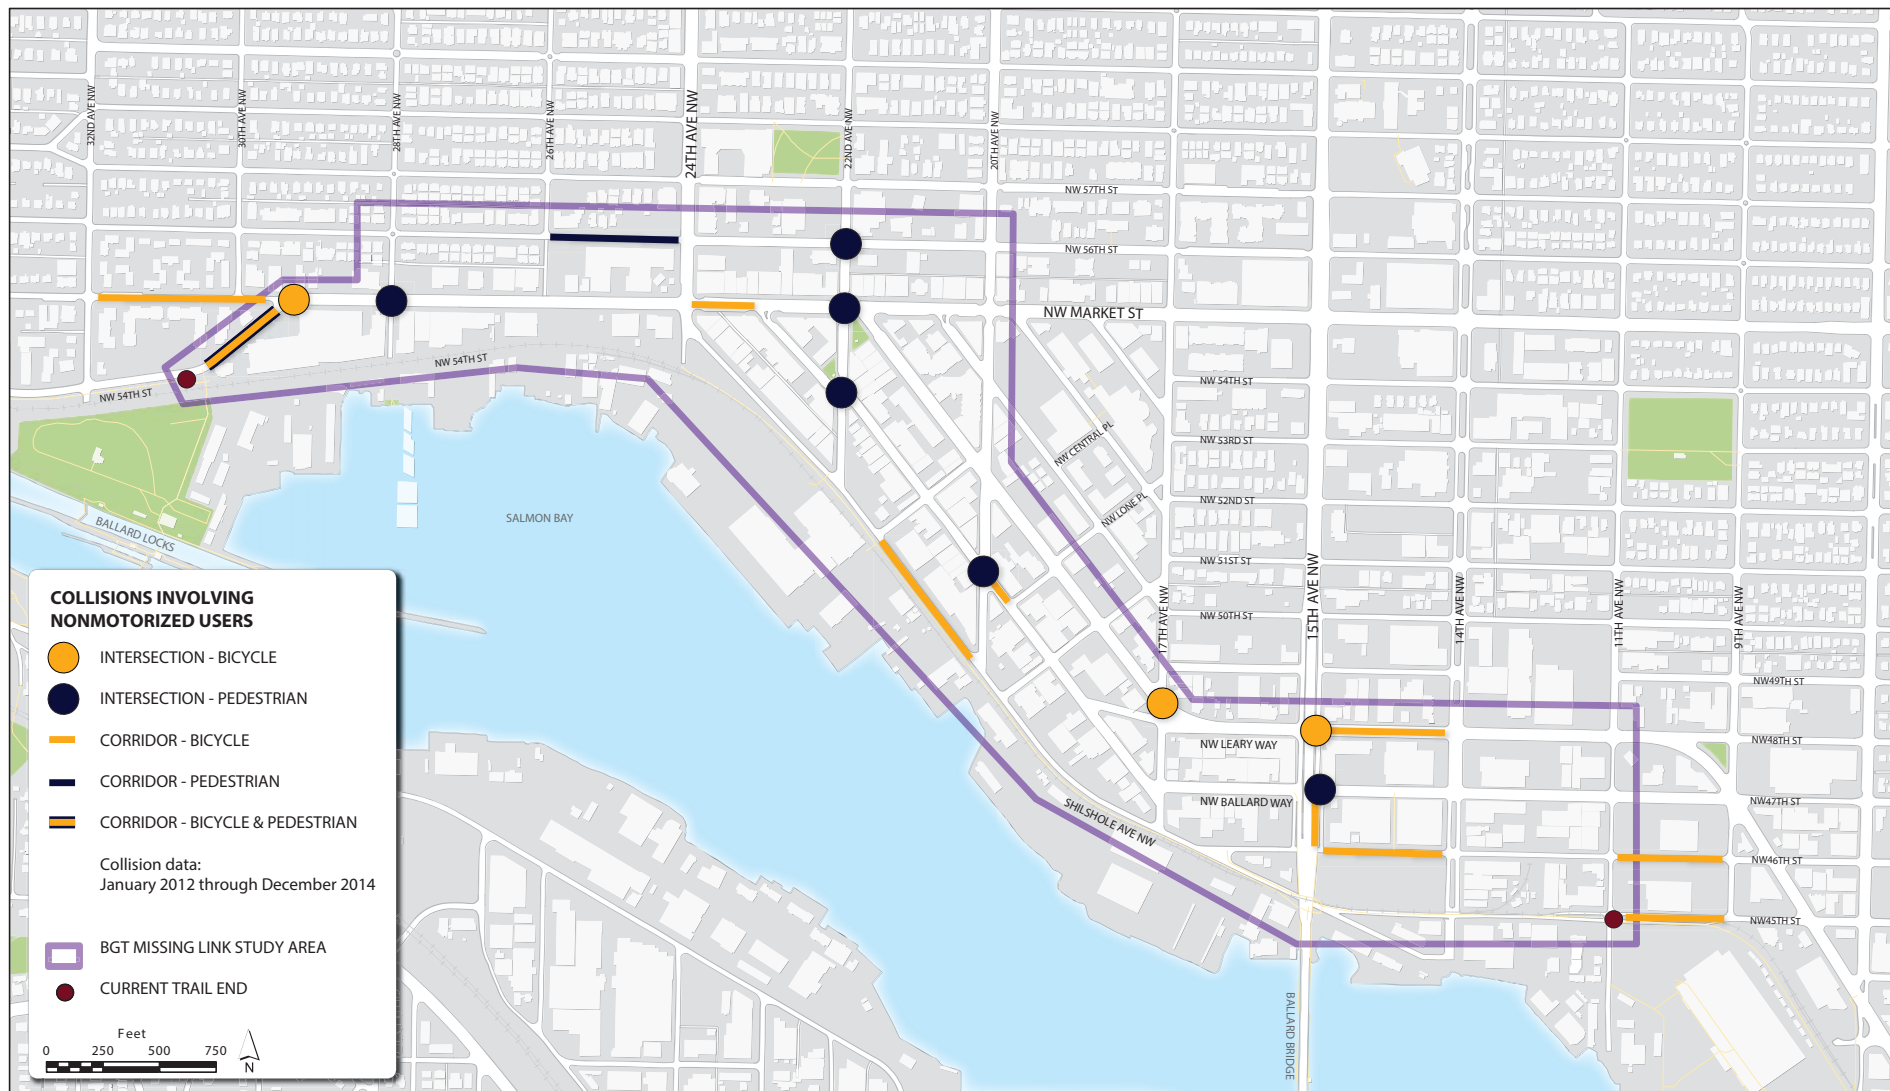 32ND AVE NW
30TH AVE NW
28TH AVE NW
26TH AVE NW
24TH AVE NW
22ND AVE NW
20TH AVE NW
NW 57TH ST
NW 56TH ST
NW MARKET ST
NW 54TH ST
NW 54TH ST
NW 54TH ST
NW CENTRAL PL
NW 53RD ST
NW LONE PL
NW 52ND ST
SALMON BAY
BALLARD LOCKS
NW 51ST ST
NW 50TH ST
17TH AVE NW
15TH AVE NW
14TH AVE NW
11TH AVE NW
9TH AVE NW
NW49TH ST
NW LEARY WAY
NW48TH ST
NW BALLARD WAY
NW47TH ST
SHILSHOLE AVE NW
NW46TH ST
NW45TH ST
BALLARD BRIDGE
COLLISIONS INVOLVING
NONMOTORIZED USERS
INTERSECTION - BICYCLE
INTERSECTION - PEDESTRIAN
CORRIDOR - BICYCLE
CORRIDOR - PEDESTRIAN
CORRIDOR - BICYCLE & PEDESTRIAN
Collision data:
January 2012 through December 2014
BGT MISSING LINK STUDY AREA
CURRENT TRAIL END
Feet
0 250 500 750
N